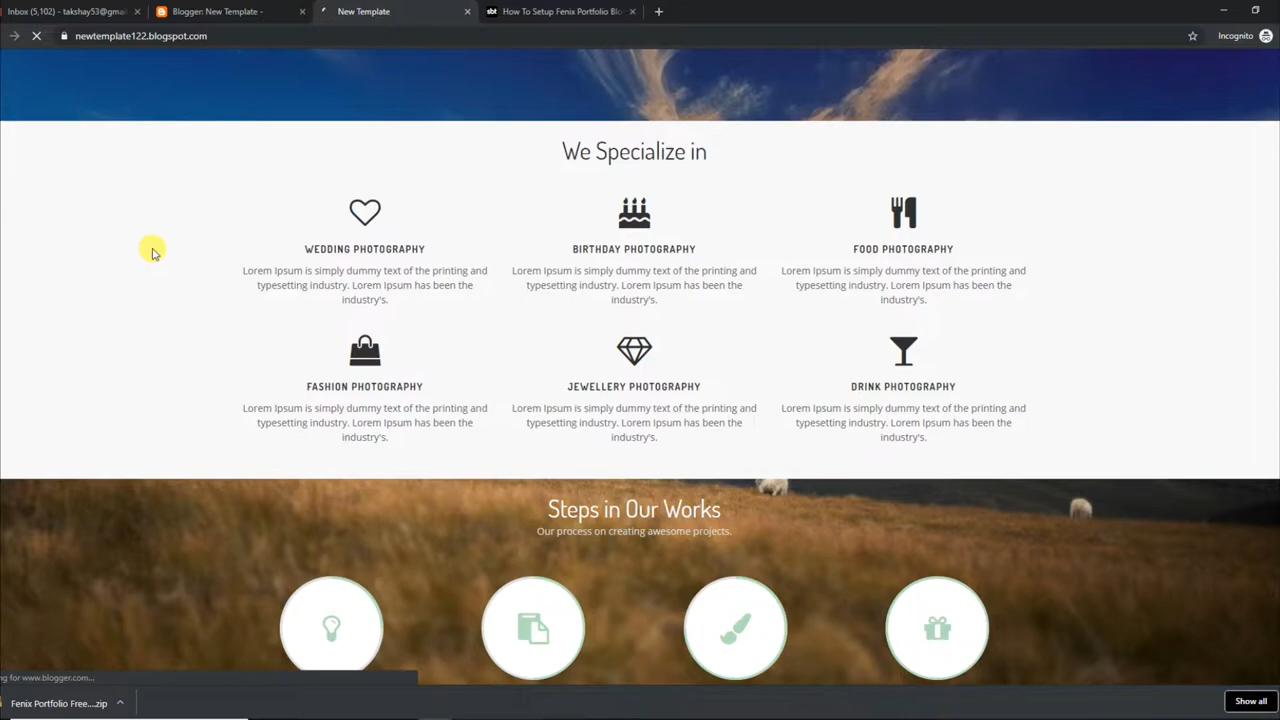 Inbox (5,102) - takshay53@gmai
Blogger: New Template -
New Template
sbt
How To Setup Fenix Portfolio Blo
newtemplate122.blogspot.com
Incognito
We Specialize in
WEDDING PHOTOGRAPHY
Lorem Ipsum is simply dummy text of the printing and
typesetting industry. Lorem Ipsum has been the
industry's.
BIRTHDAY PHOTOGRAPHY
Lorem Ipsum is simply dummy text of the printing and
typesetting industry. Lorem Ipsum has been the
industry's.
FOOD PHOTOGRAPHY
Lorem Ipsum is simply dummy text of the printing and
typesetting industry. Lorem Ipsum has been the
industry's.
FASHION PHOTOGRAPHY
Lorem Ipsum is simply dummy text of the printing and
typesetting industry. Lorem Ipsum has been the
industry's.
JEWELLERY PHOTOGRAPHY
Lorem Ipsum is simply dummy text of the printing and
typesetting industry. Lorem Ipsum has been the
industry's.
DRINK PHOTOGRAPHY
Lorem Ipsum is simply dummy text of the printing and
typesetting industry. Lorem Ipsum has been the
industry's.
Steps in Our Works
Our process on creating awesome projects.
ng for www.blogger.com...
Fenix Portfolio Free....zip
Show all